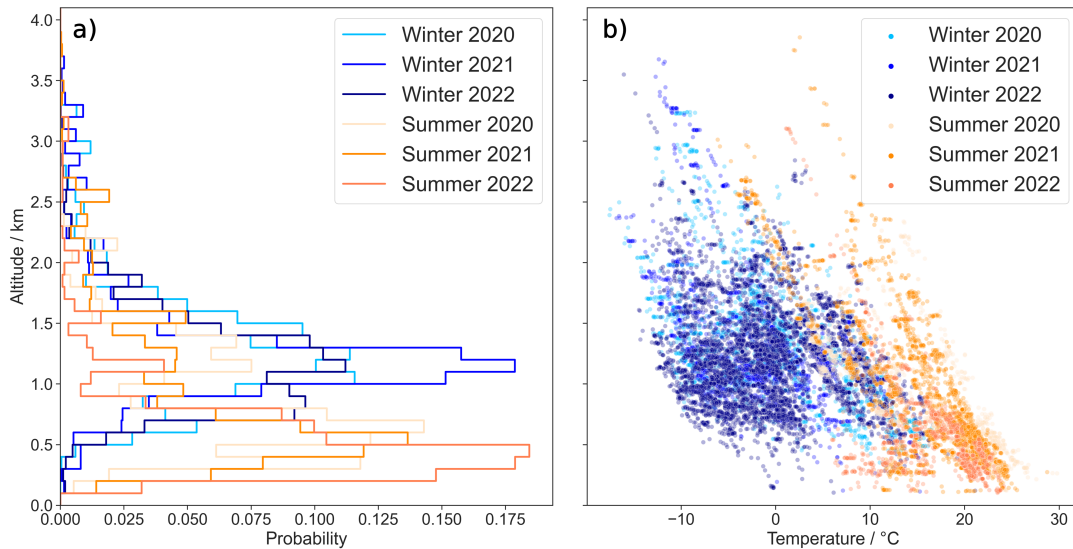 a)
Winter 2020
Winter 2021
Winter 2022
Summer 2020
Summer 2021
Summer 2022
4.0
3.5
3.0
2.5
2.0
1.5
1.0
0.5
0.0
Altitude / km
0.000 0.025 0.050 0.075 0.100 0.125 0.150 0.175
Probability
b)
Winter 2020
Winter 2021
Winter 2022
Summer 2020
Summer 2021
Summer 2022
−10 0 10 20 30
Temperature / °C